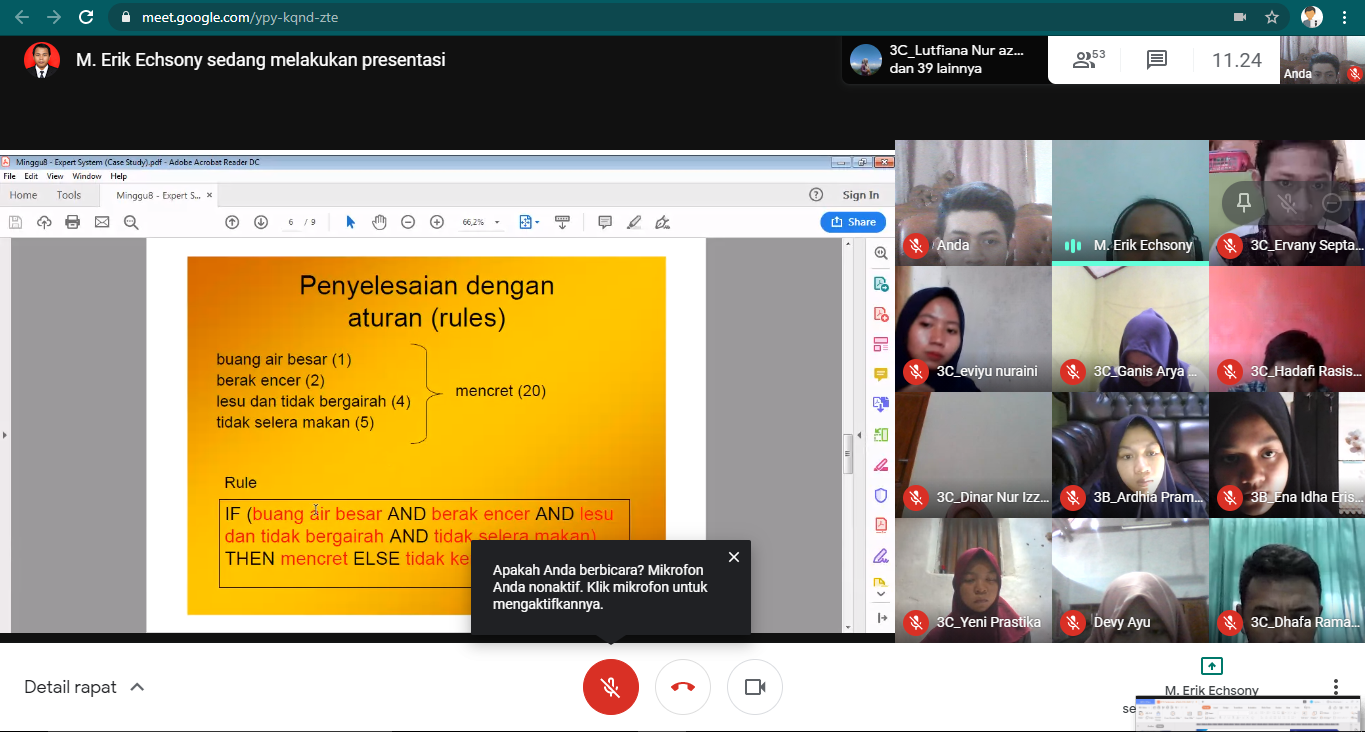 meet.google.com/ypy-kqnd-zte
M. Erik Echsony sedang melakukan presentasi
3C_Lutfiana Nur az...
dan 39 lainnya
53
11.24
Anda
Minggu8 - Expert System (Case Study).pdf - Adobe Acrobat Reader DC
File Edit View Window Help
Home Tools Minggu8 - Expert S... × Sign In
6 / 9 66,2% Share
Penyelesaian dengan
aturan (rules)
buang air besar (1)
berak encer (2)
lesu dan tidak bergairah (4)
tidak selera makan (5)
mencret (20)
Rule
IF (buang air besar AND berak encer AND lesu
dan tidak bergairah AND tidak selera makan)
THEN mencret ELSE tidak ke
Apakah Anda berbicara? Mikrofon
Anda nonaktif. Klik mikrofon untuk
mengaktifkannya.
Anda
M. Erik Echsony
3C_Ervany Septa...
3C_eviyu nuraini
3C_Ganis Arya ...
3C_Hadafi Rasis...
3C_Dinar Nur Izz...
3B_Ardhia Pram...
3B_Ena Idha Eris...
3C_Yeni Prastika
Devy Ayu
3C_Dhafa Rama...
Detail rapat
M. Erik Echsony
se